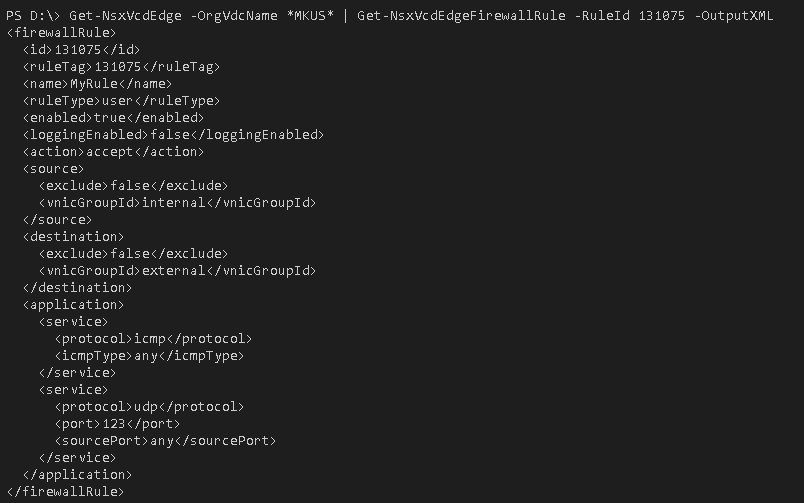 PS D:\> Get-NsxVcdEdge -OrgVdcName *MKUS* | Get-NsxVcdEdgeFirewallRule -RuleId 131075 -OutputXML
<firewallRule>
  <id>131075</id>
  <ruleTag>131075</ruleTag>
  <name>MyRule</name>
  <ruleType>user</ruleType>
  <enabled>true</enabled>
  <loggingEnabled>false</loggingEnabled>
  <action>accept</action>
  <source>
    <exclude>false</exclude>
    <vnicGroupId>internal</vnicGroupId>
  </source>
  <destination>
    <exclude>false</exclude>
    <vnicGroupId>external</vnicGroupId>
  </destination>
  <application>
    <service>
      <protocol>icmp</protocol>
      <icmpType>any</icmpType>
    </service>
    <service>
      <protocol>udp</protocol>
      <port>123</port>
      <sourcePort>any</sourcePort>
    </service>
  </application>
</firewallRule>